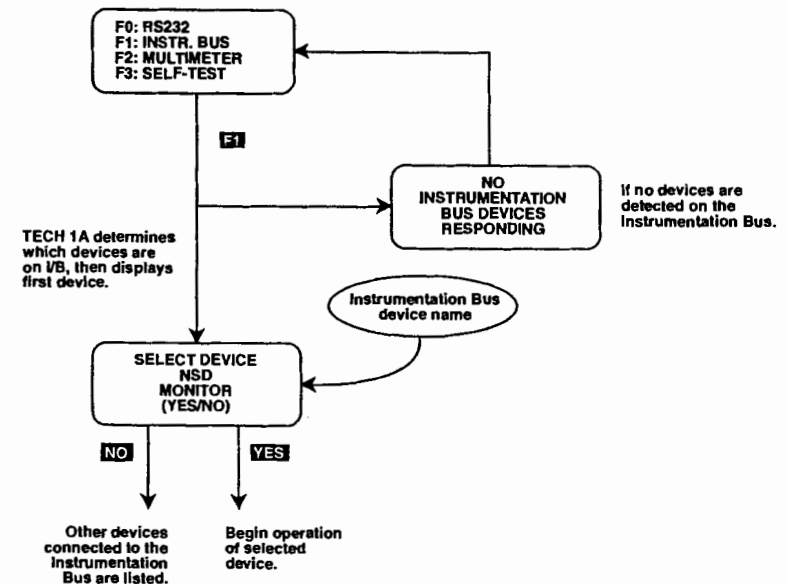 F0: RS232
F1: INSTR. BUS
F2: MULTIMETER
F3: SELF-TEST
F1
NO
INSTRUMENTATION
BUS DEVICES
RESPONDING
If no devices are
detected on the
Instrumentation Bus.
TECH 1A determines
which devices are
on I/B, then displays
first device.
Instrumentation Bus
device name
SELECT DEVICE
NSD
MONITOR
(YES/NO)
NO
YES
Other devices
connected to the
Instrumentation
Bus are listed.
Begin operation
of selected
device.